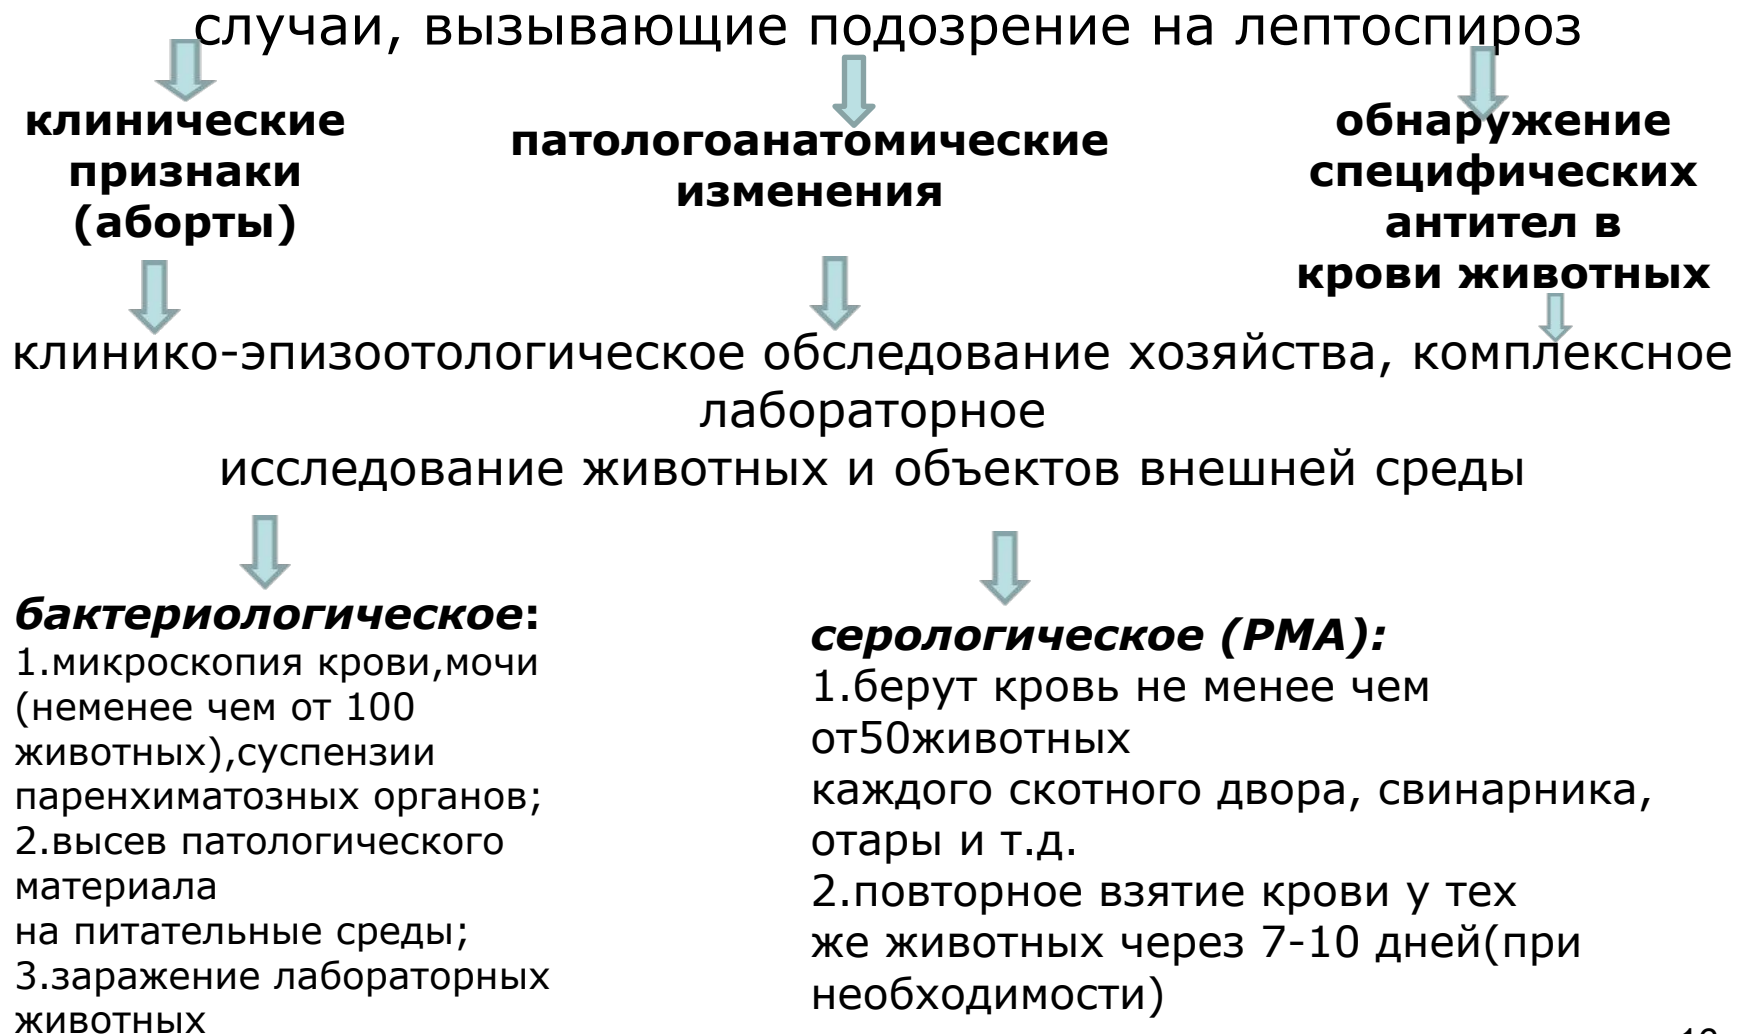 случаи, вызывающие подозрение на лептоспироз
клинические
признаки
(аборты)
патологоанатомические
изменения
обнаружение
специфических
антител в
крови животных
клинико-эпизоотологическое обследование хозяйства, комплексное
лабораторное
исследование животных и объектов внешней среды
бактериологическое:
1.микроскопия крови,мочи
(неменее чем от 100
животных),суспензии
паренхиматозных органов;
2.высев патологического
материала
на питательные среды;
3.заражение лабораторных
животных
серологическое (РМА):
1.берут кровь не менее чем
от50животных
каждого скотного двора, свинарника,
отары и т.д.
2.повторное взятие крови у тех
же животных через 7-10 дней(при
необходимости)